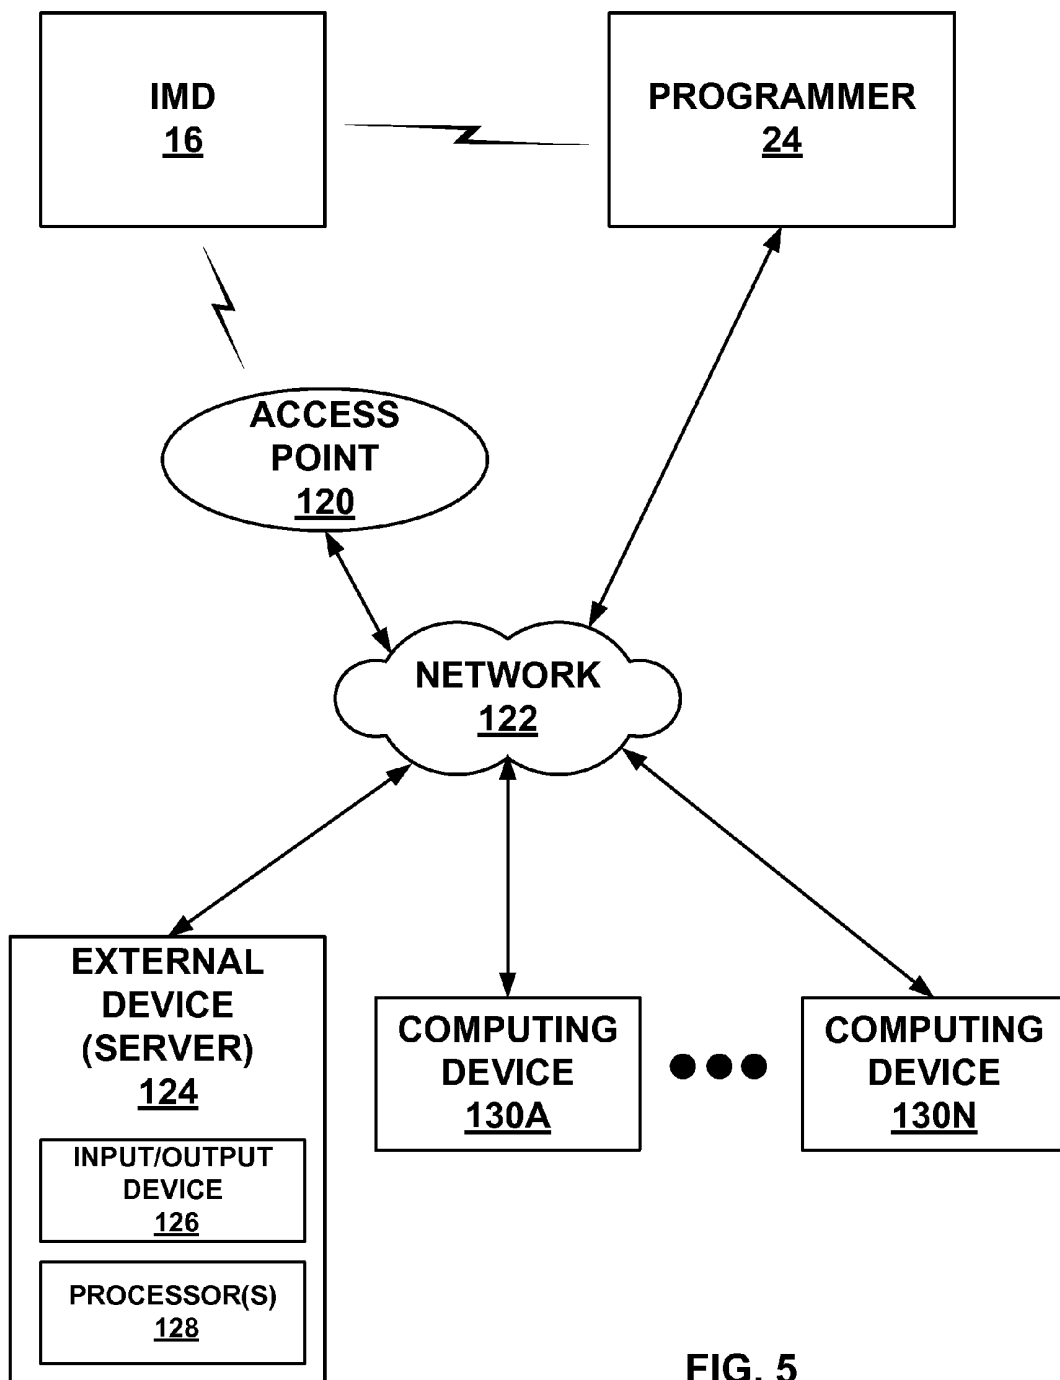 IMD
16
PROGRAMMER
24
ACCESS
POINT
120
NETWORK
122
EXTERNAL
DEVICE
(SERVER)
124
INPUT/OUTPUT
DEVICE
126
PROCESSOR(S)
128
COMPUTING
DEVICE
130A
COMPUTING
DEVICE
130N
FIG. 5